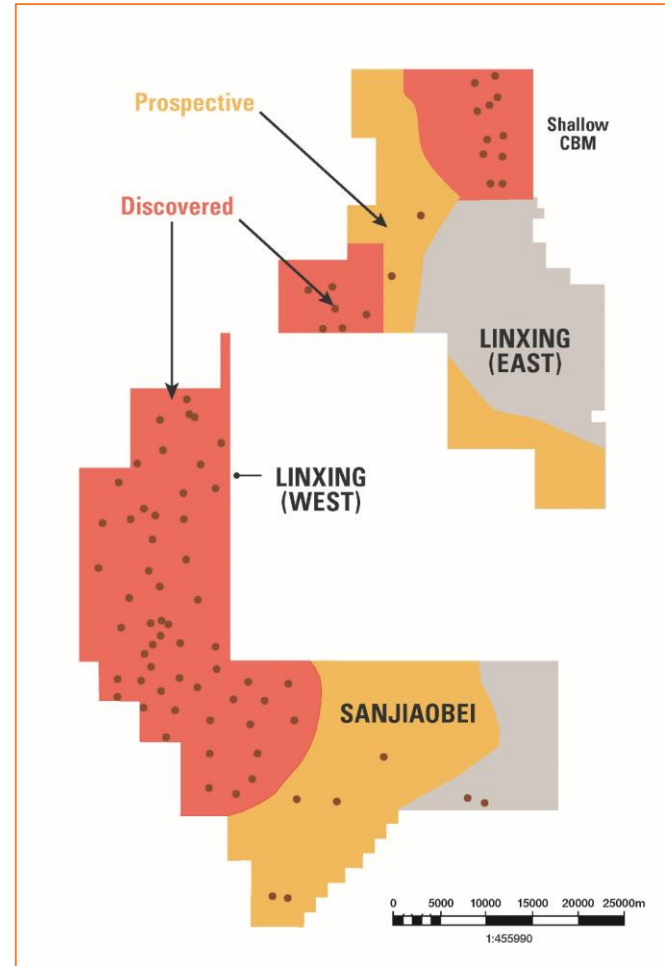 Prospective
Shallow
CBM
Discovered
LINXING
(EAST)
LINXING
(WEST)
SANJIAOBEI
0 5000 10000 15000 20000 25000m
1:455990